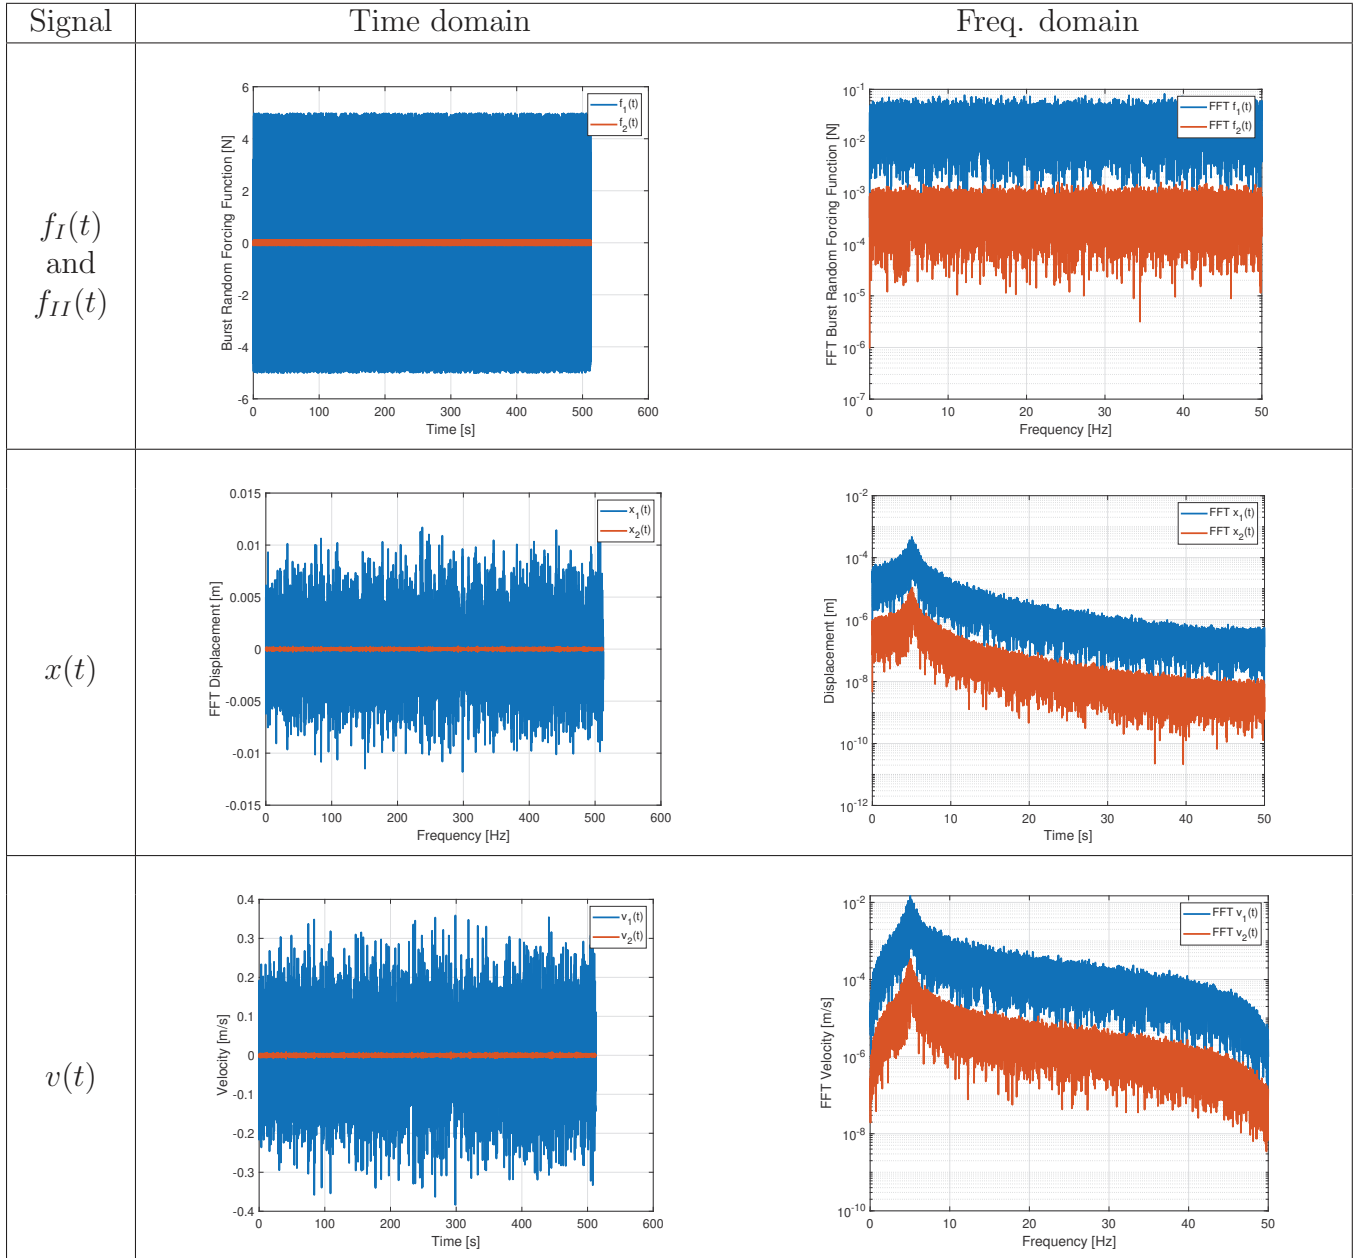 Signal Time domain Freq. domain
f_I(t)
and
f_II(t)
Burst Random Forcing Function [N]
6
4
2
0
-2
-4
-6
0 100 200 300 400 500 600
Time [s]
f_1(t)
f_2(t)
FFT Burst Random Forcing Function [N]
10^-1
10^-2
10^-3
10^-4
10^-5
10^-6
10^-7
0 10 20 30 40 50
Frequency [Hz]
FFT f_1(t)
FFT f_2(t)
x(t)
FFT Displacement [m]
0.015
0.01
0.005
0
-0.005
-0.01
-0.015
0 100 200 300 400 500 600
Frequency [Hz]
x_1(t)
x_2(t)
Displacement [m]
10^-2
10^-4
10^-6
10^-8
10^-10
10^-12
0 10 20 30 40 50
Time [s]
FFT x_1(t)
FFT x_2(t)
v(t)
Velocity [m/s]
0.4
0.3
0.2
0.1
0
-0.1
-0.2
-0.3
-0.4
0 100 200 300 400 500 600
Time [s]
v_1(t)
v_2(t)
FFT Velocity [m/s]
10^-2
10^-4
10^-6
10^-8
10^-10
0 10 20 30 40 50
Frequency [Hz]
FFT v_1(t)
FFT v_2(t)